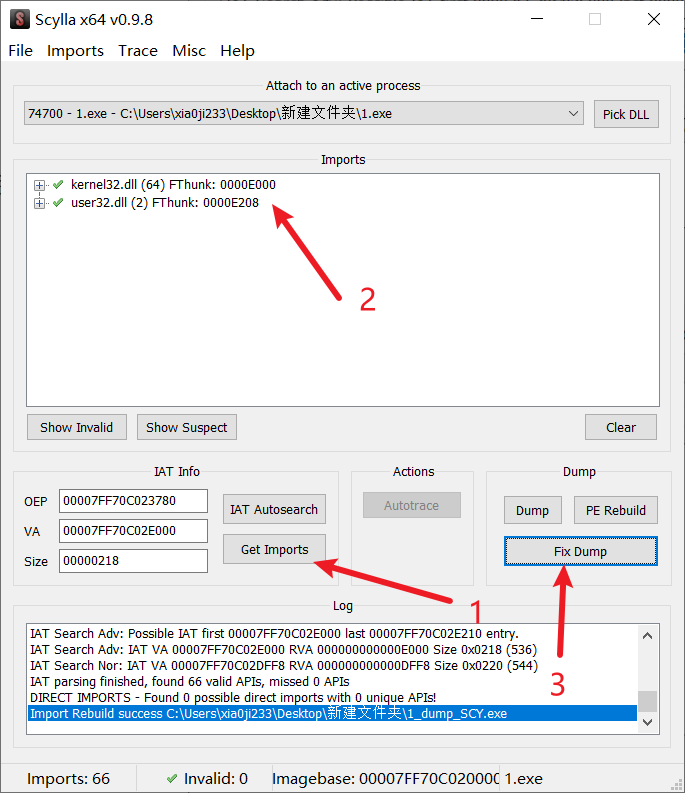 Scylla x64 v0.9.8
File Imports Trace Misc Help
Attach to an active process
74700 - 1.exe - C:\Users\xia0ji233\Desktop\新建文件夹\1.exe
Pick DLL
Imports
kernel32.dll (64) FThunk: 0000E000
user32.dll (2) FThunk: 0000E208
2
Show Invalid
Show Suspect
Clear
IAT Info
OEP 00007FF70C023780
VA 00007FF70C02E000
Size 00000218
IAT Autosearch
Get Imports
1
Actions
Autotrace
Dump
Dump
PE Rebuild
Fix Dump
3
Log
IAT Search Adv: Possible IAT first 00007FF70C02E000 last 00007FF70C02E210 entry.
IAT Search Adv: IAT VA 00007FF70C02E000 RVA 000000000000E000 Size 0x0218 (536)
IAT Search Nor: IAT VA 00007FF70C02DFF8 RVA 000000000000DFF8 Size 0x0220 (544)
IAT parsing finished, found 66 valid APIs, missed 0 APIs
DIRECT IMPORTS - Found 0 possible direct imports with 0 unique APIs!
Import Rebuild success C:\Users\xia0ji233\Desktop\新建文件夹\1_dump_SCY.exe
Imports: 66
Invalid: 0
Imagebase: 00007FF70C020000
1.exe